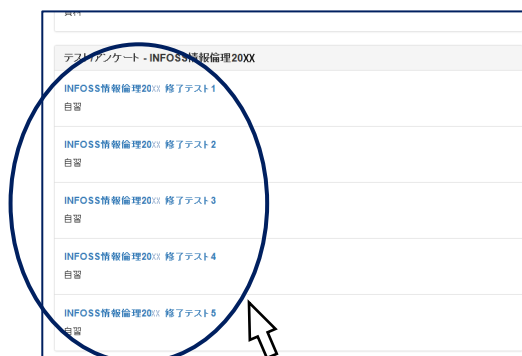 資料
テスト/アンケート - INFOSS情報倫理20XX
INFOSS情報倫理20XX 修了テスト1
自習
INFOSS情報倫理20XX 修了テスト2
自習
INFOSS情報倫理20XX 修了テスト3
自習
INFOSS情報倫理20XX 修了テスト4
自習
INFOSS情報倫理20XX 修了テスト5
自習